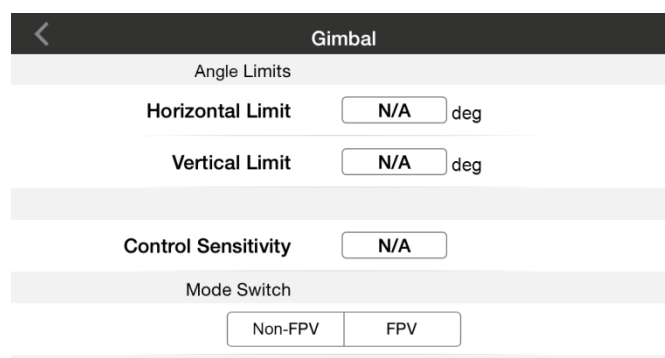 Gimbal
Angle Limits
Horizontal Limit N/A deg
Vertical Limit N/A deg
Control Sensitivity N/A
Mode Switch
Non-FPV FPV